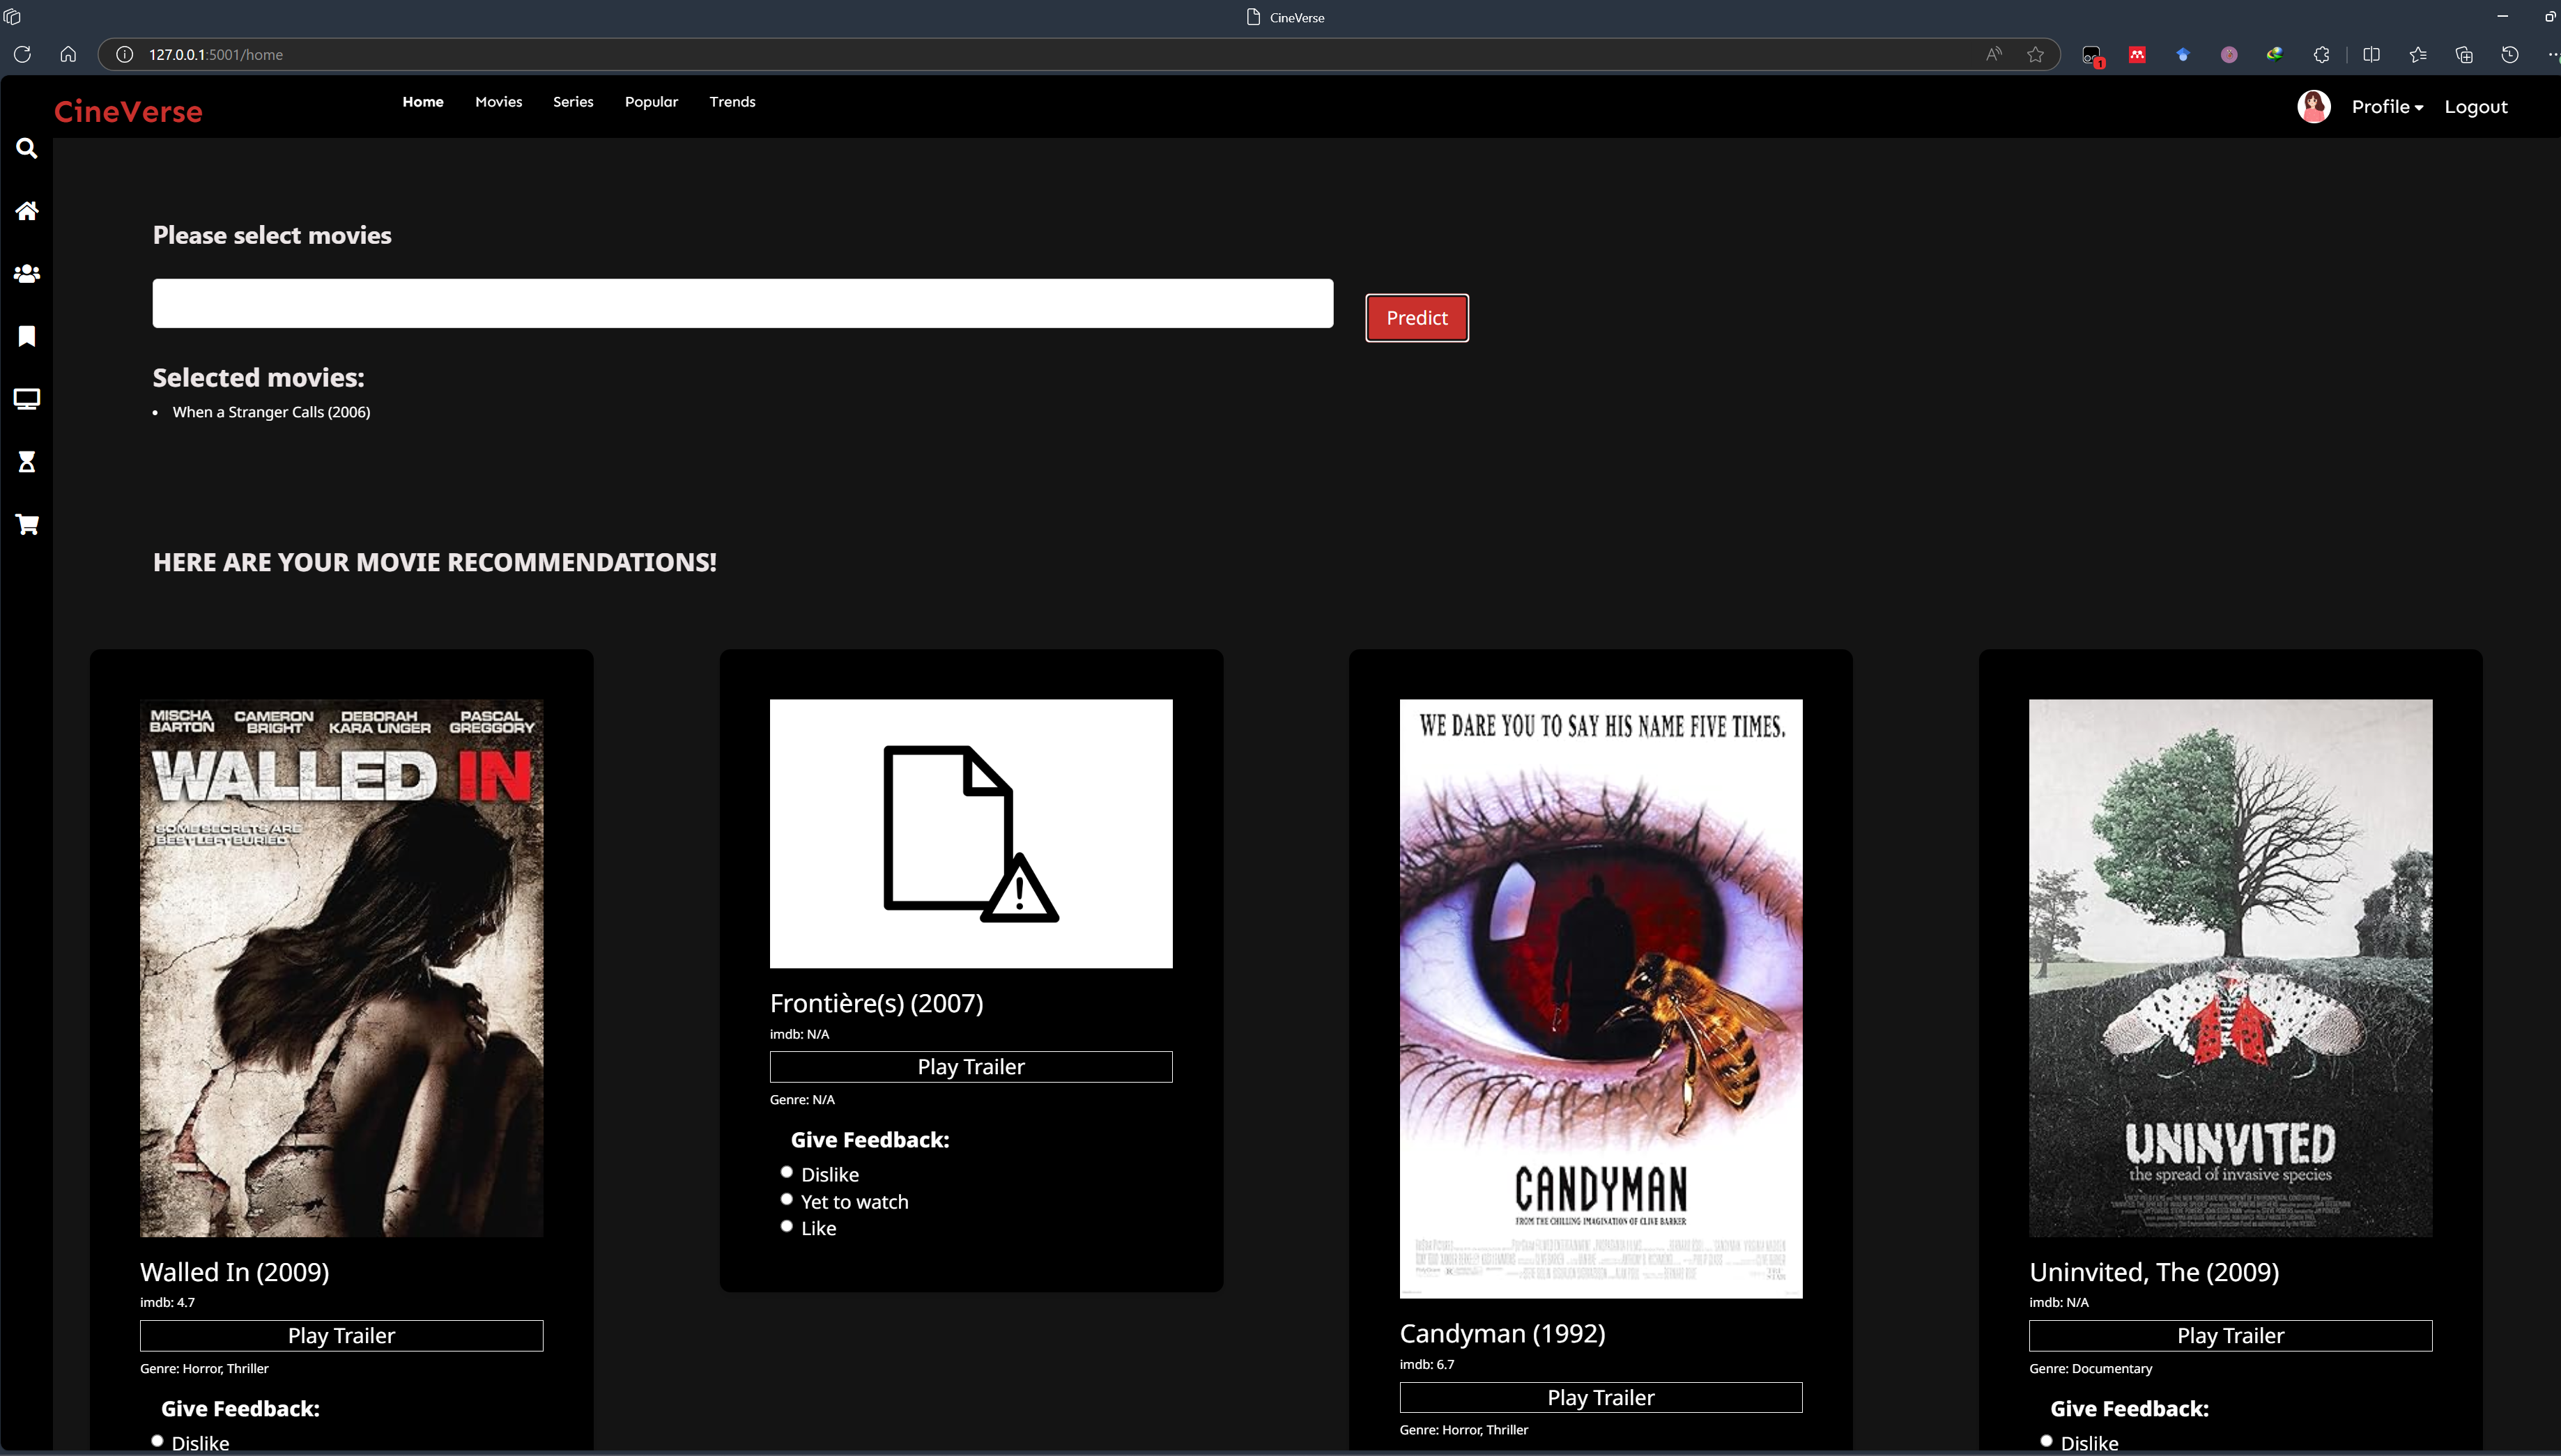 CineVerse
127.0.0.1:5001/home
1
CineVerse
Home Movies Series Popular Trends
Profile Logout
Please select movies
Predict
Selected movies:
When a Stranger Calls (2006)
HERE ARE YOUR MOVIE RECOMMENDATIONS!
MISCHA BARTON CAMERON BRIGHT DEBORAH KARA UNGER PASCAL GREGGORY
WALLED IN
SOME SECRETS ARE
BEST LEFT BURIED
Walled In (2009)
imdb: 4.7
Play Trailer
Genre: Horror, Thriller
Give Feedback:
Dislike
Frontière(s) (2007)
imdb: N/A
Play Trailer
Genre: N/A
Give Feedback:
Dislike
Yet to watch
Like
WE DARE YOU TO SAY HIS NAME FIVE TIMES.
CANDYMAN
FROM THE CHILLING IMAGINATION OF CLIVE BARKER
Candyman (1992)
imdb: 6.7
Play Trailer
Genre: Horror, Thriller
UNINVITED
the spread of invasive species
Uninvited, The (2009)
imdb: N/A
Play Trailer
Genre: Documentary
Give Feedback:
Dislike